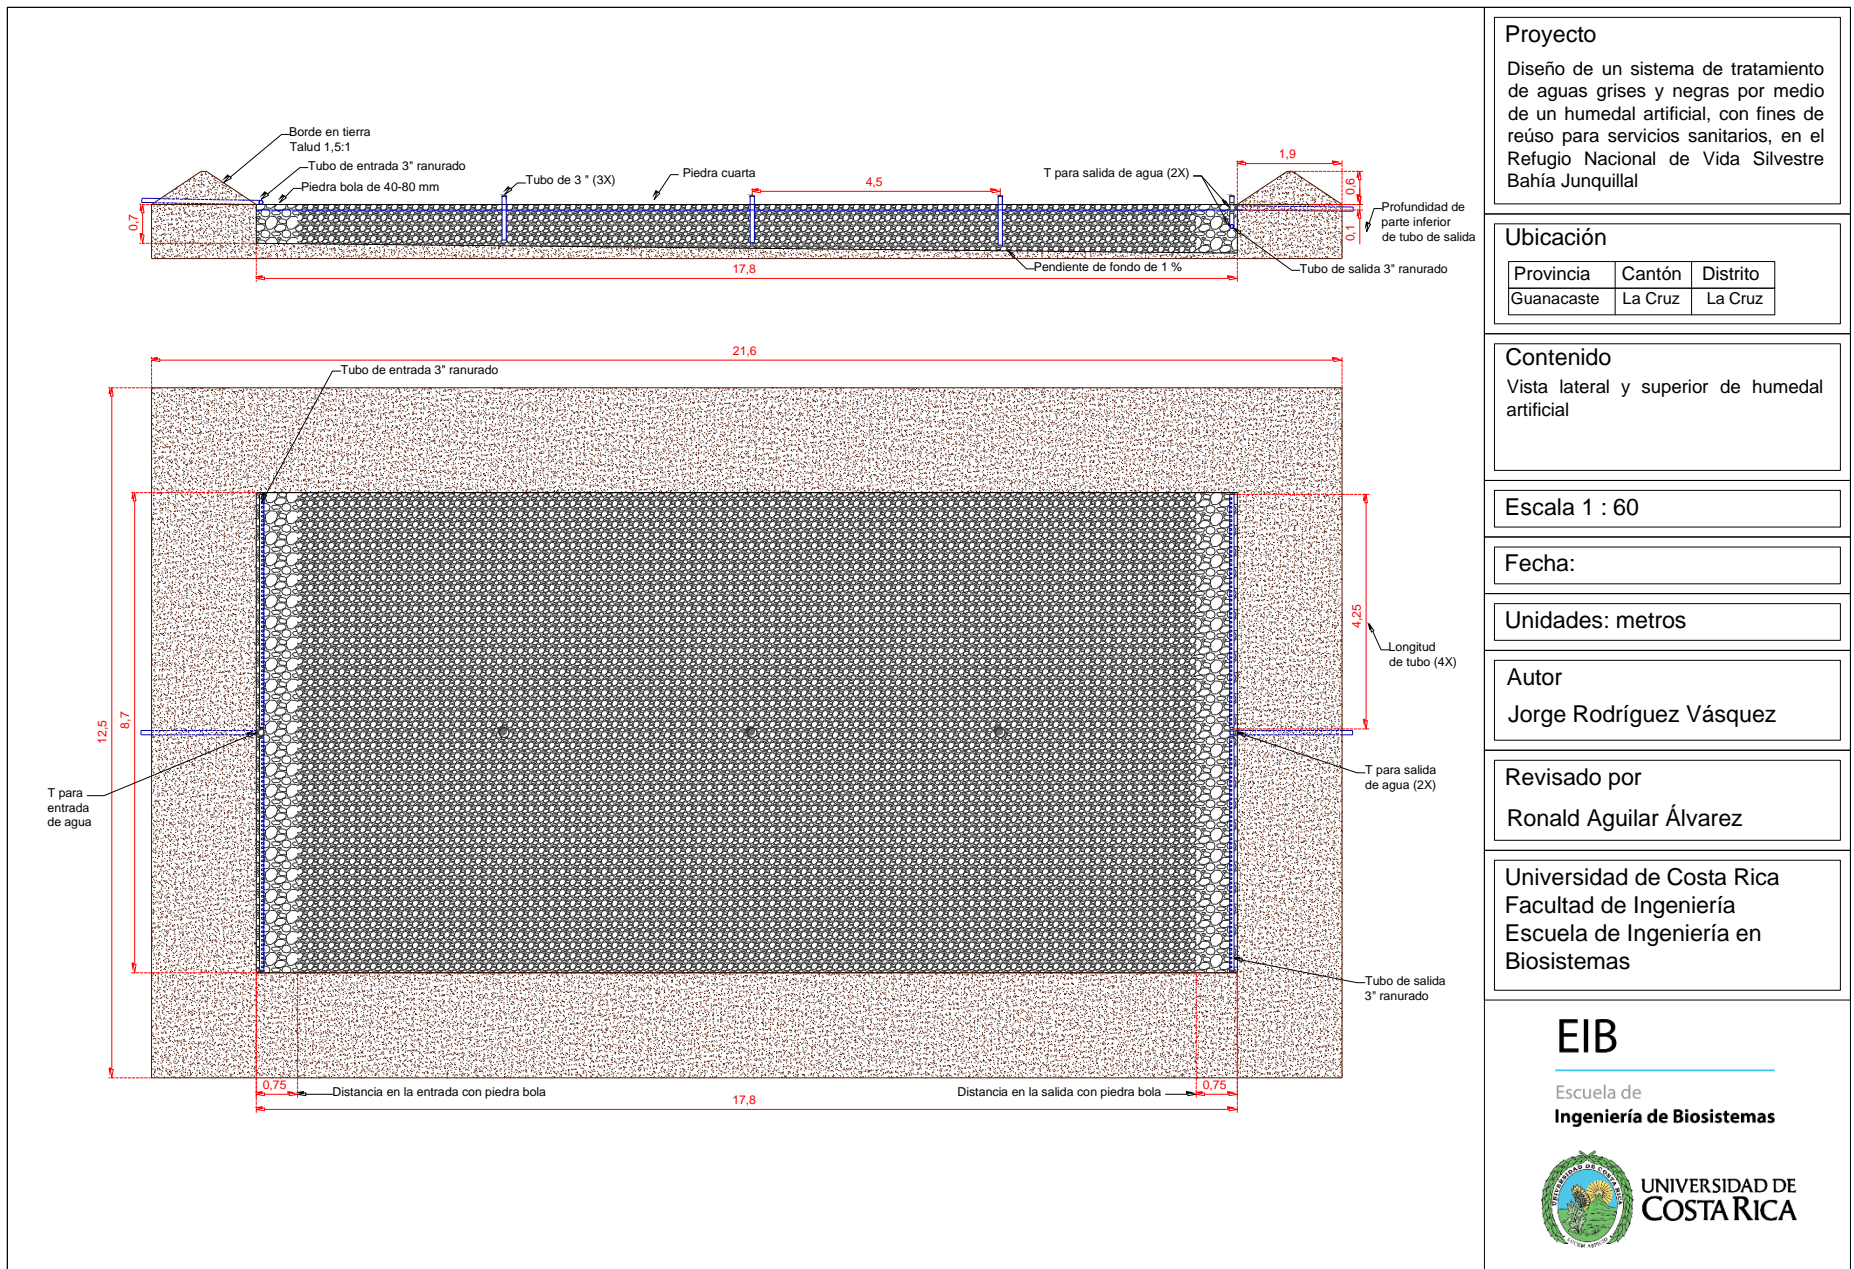 Borde en tierra
Talud 1,5:1
Tubo de entrada 3" ranurado
Piedra bola de 40-80 mm
Tubo de 3 " (3X)
Piedra cuarta
4,5
T para salida de agua (2X)
1,9
0,6
0,1
Profundidad de
parte inferior
de tubo de salida
0,7
17,8
Pendiente de fondo de 1 %
Tubo de salida 3" ranurado
21,6
Tubo de entrada 3" ranurado
12,5
8,7
4,25
Longitud
de tubo (4X)
T para
entrada
de agua
T para salida
de agua (2X)
Tubo de salida
3" ranurado
0,75
Distancia en la entrada con piedra bola
Distancia en la salida con piedra bola
0,75
17,8
Proyecto
Diseño de un sistema de tratamiento
de aguas grises y negras por medio
de un humedal artificial, con fines de
reúso para servicios sanitarios, en el
Refugio Nacional de Vida Silvestre
Bahía Junquillal
Ubicación
Provincia Cantón Distrito
Guanacaste La Cruz La Cruz
Contenido
Vista lateral y superior de humedal
artificial
Escala 1 : 60
Fecha:
Unidades: metros
Autor
Jorge Rodríguez Vásquez
Revisado por
Ronald Aguilar Álvarez
Universidad de Costa Rica
Facultad de Ingeniería
Escuela de Ingeniería en
Biosistemas
EIB
Escuela de
Ingeniería de Biosistemas
UNIVERSIDAD DE COSTA RICA
LUCEM ASPICIO
UNIVERSIDAD DE
COSTA RICA